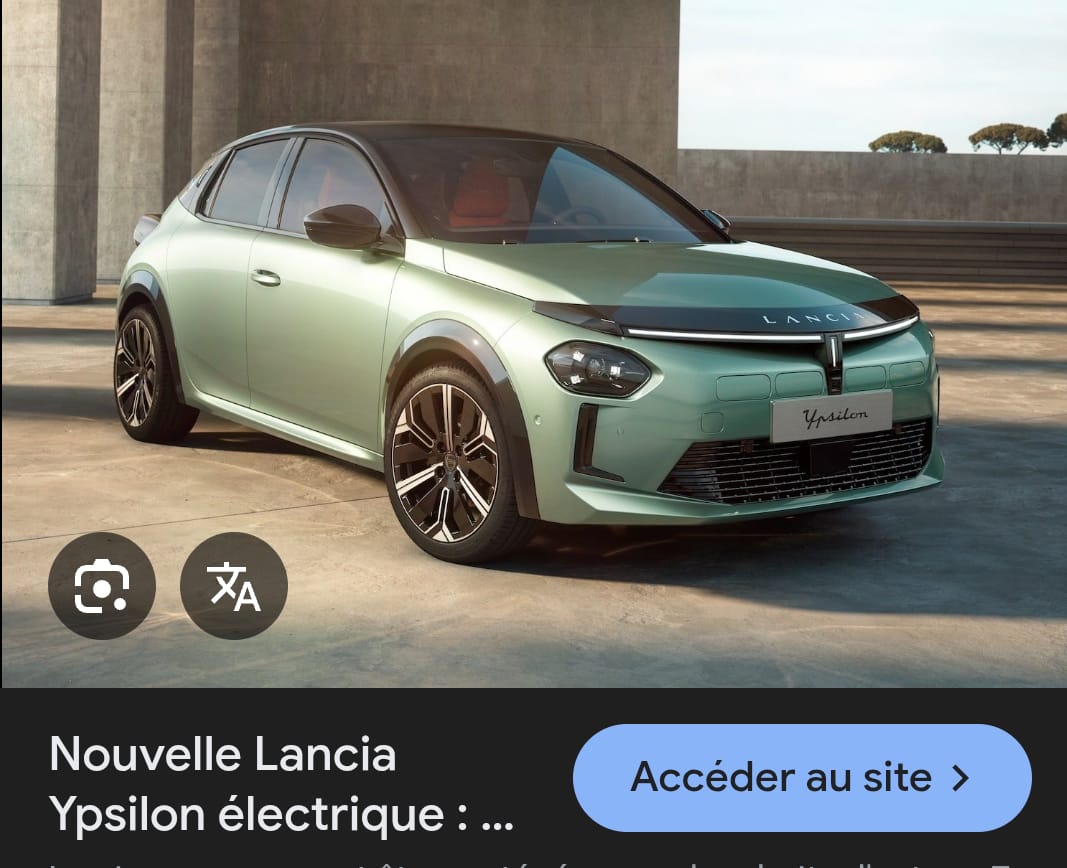 LANCIA
Ypsilon
Nouvelle Lancia
Ypsilon électrique : ...
Accéder au site